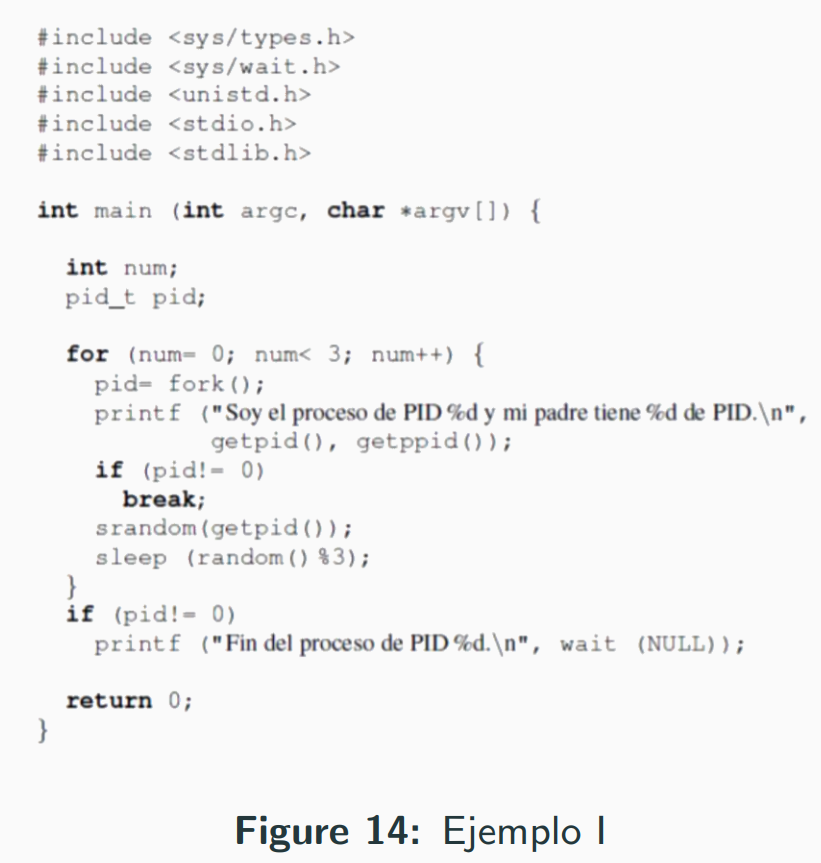 #include <sys/types.h>
#include <sys/wait.h>
#include <unistd.h>
#include <stdio.h>
#include <stdlib.h>
int main (int argc, char *argv[]) {
int num;
pid_t pid;
for (num= 0; num< 3; num++) {
pid= fork();
printf ("Soy el proceso de PID %d y mi padre tiene %d de PID.\n",
getpid(), getppid());
if (pid!= 0)
break;
srandom(getpid());
sleep (random() %3);
}
if (pid!= 0)
printf ("Fin del proceso de PID %d.\n", wait (NULL));
return 0;
}
Figure 14: Ejemplo I